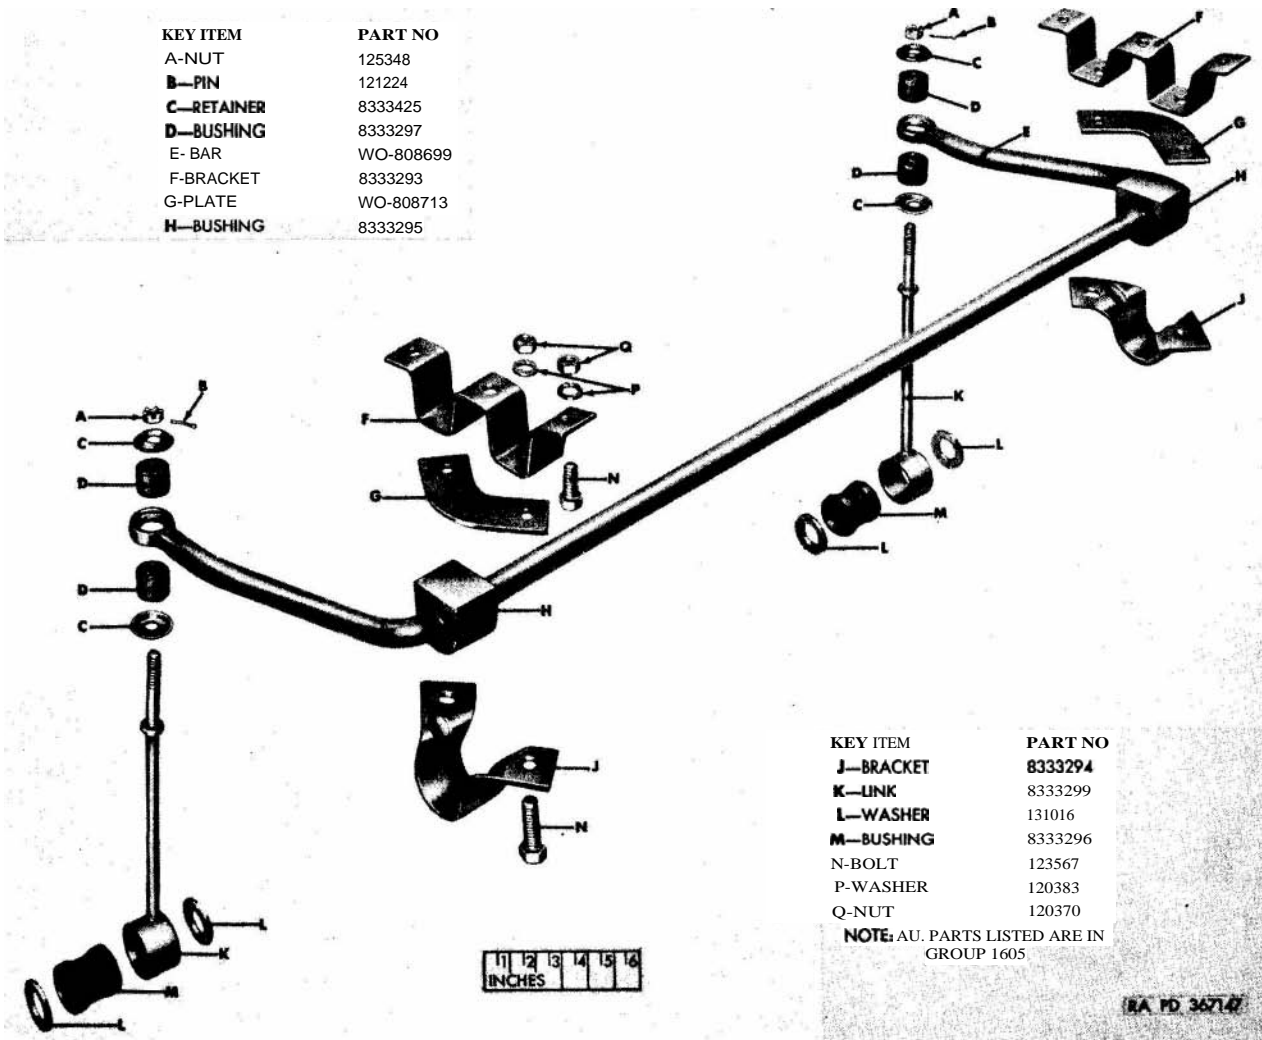 KEY ITEM PART NO
A-NUT 125348
B—PIN 121224
C—RETAINER 8333425
D—BUSHING 8333297
E- BAR WO-808699
F-BRACKET 8333293
G-PLATE WO-808713
H—BUSHING 8333295
A
B
C
D
E
F
G
H
D
C
J
K
L
M
L
Q
P
F
N
G
B
A
C
D
H
D
C
J
N
L
K
M
L
1 2 3 4 5 6
INCHES
KEY ITEM PART NO
J—BRACKET 8333294
K—LINK 8333299
L—WASHER 131016
M—BUSHING 8333296
N-BOLT 123567
P-WASHER 120383
Q-NUT 120370
NOTE: AU. PARTS LISTED ARE IN
GROUP 1605
RA PD 367147